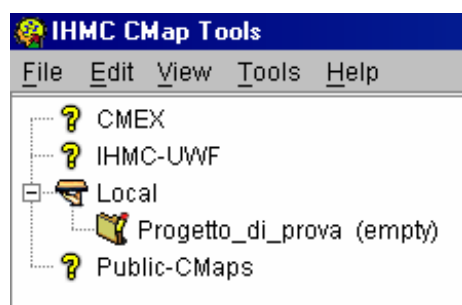 IHMC CMap Tools
File Edit View Tools Help
CMEX
IHMC-UWF
Local
Progetto_di_prova (empty)
Public-CMaps